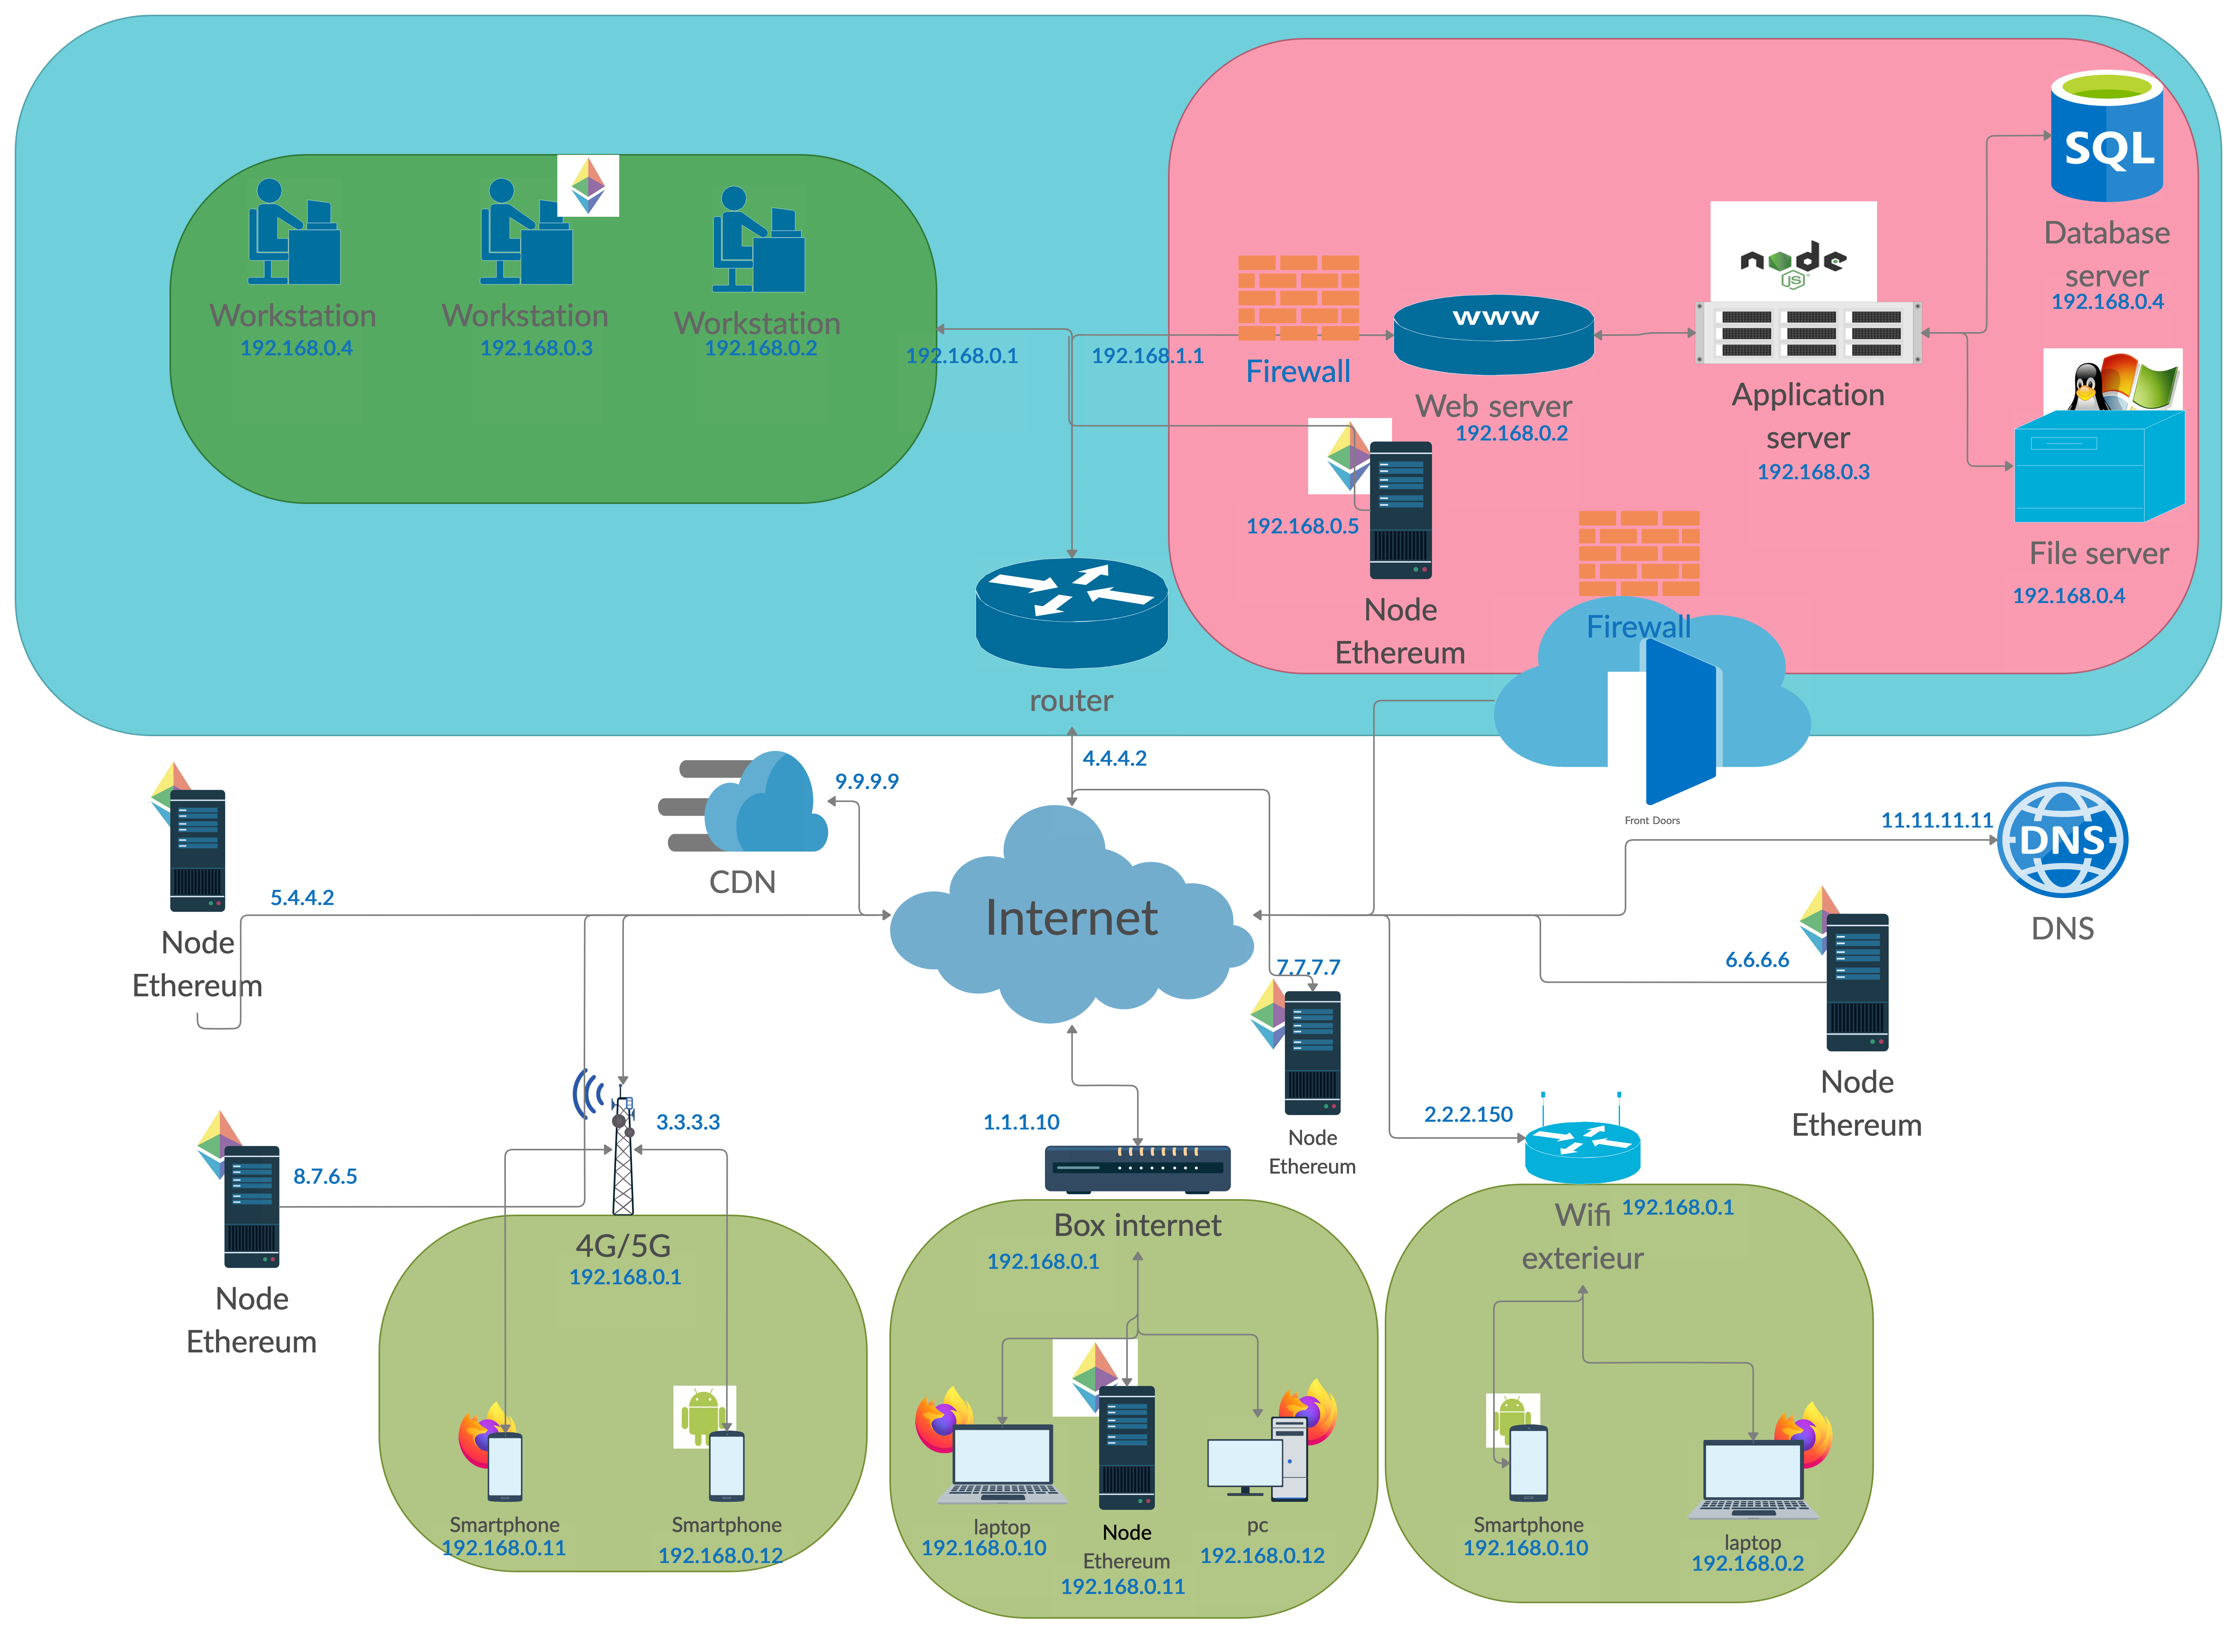 SQL
Database
server
192.168.0.4
node
JS
www
Workstation
192.168.0.4
Workstation
192.168.0.3
Workstation
192.168.0.2
192.168.0.1
192.168.1.1
Firewall
Web server
192.168.0.2
Application
server
192.168.0.3
192.168.0.5
Node
Ethereum
File server
192.168.0.4
Firewall
router
4.4.4.2
Front Doors
9.9.9.9
CDN
11.11.11.11
DNS
DNS
5.4.4.2
Node
Ethereum
Internet
7.7.7.7
Node
Ethereum
6.6.6.6
Node
Ethereum
8.7.6.5
Node
Ethereum
3.3.3.3
4G/5G
192.168.0.1
1.1.1.10
Box internet
192.168.0.1
2.2.2.150
Wifi
exterieur
192.168.0.1
Smartphone
192.168.0.11
Smartphone
192.168.0.12
laptop
192.168.0.10
Node
Ethereum
192.168.0.11
pc
192.168.0.12
Smartphone
192.168.0.10
laptop
192.168.0.2